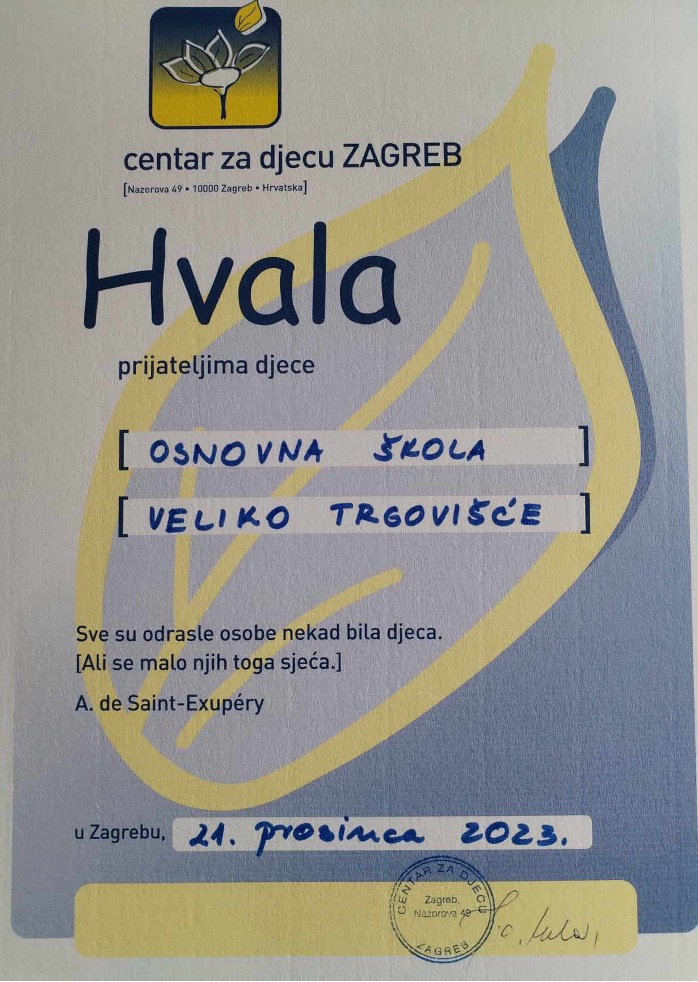 centar za djecu ZAGREB
[Nazorova 49 • 10000 Zagreb • Hrvatska]
Hvala
prijateljima djece
[OSNOVNA ŠKOLA]
[VELIKO TRGOVIŠĆE]
Sve su odrasle osobe nekad bila djeca.
[Ali se malo njih toga sjeća.]
A. de Saint-Exupéry
u Zagrebu, 21. prosinca 2023.
CENTAR ZA DJECU
Zagreb,
Nazorova 49
ZAGREB